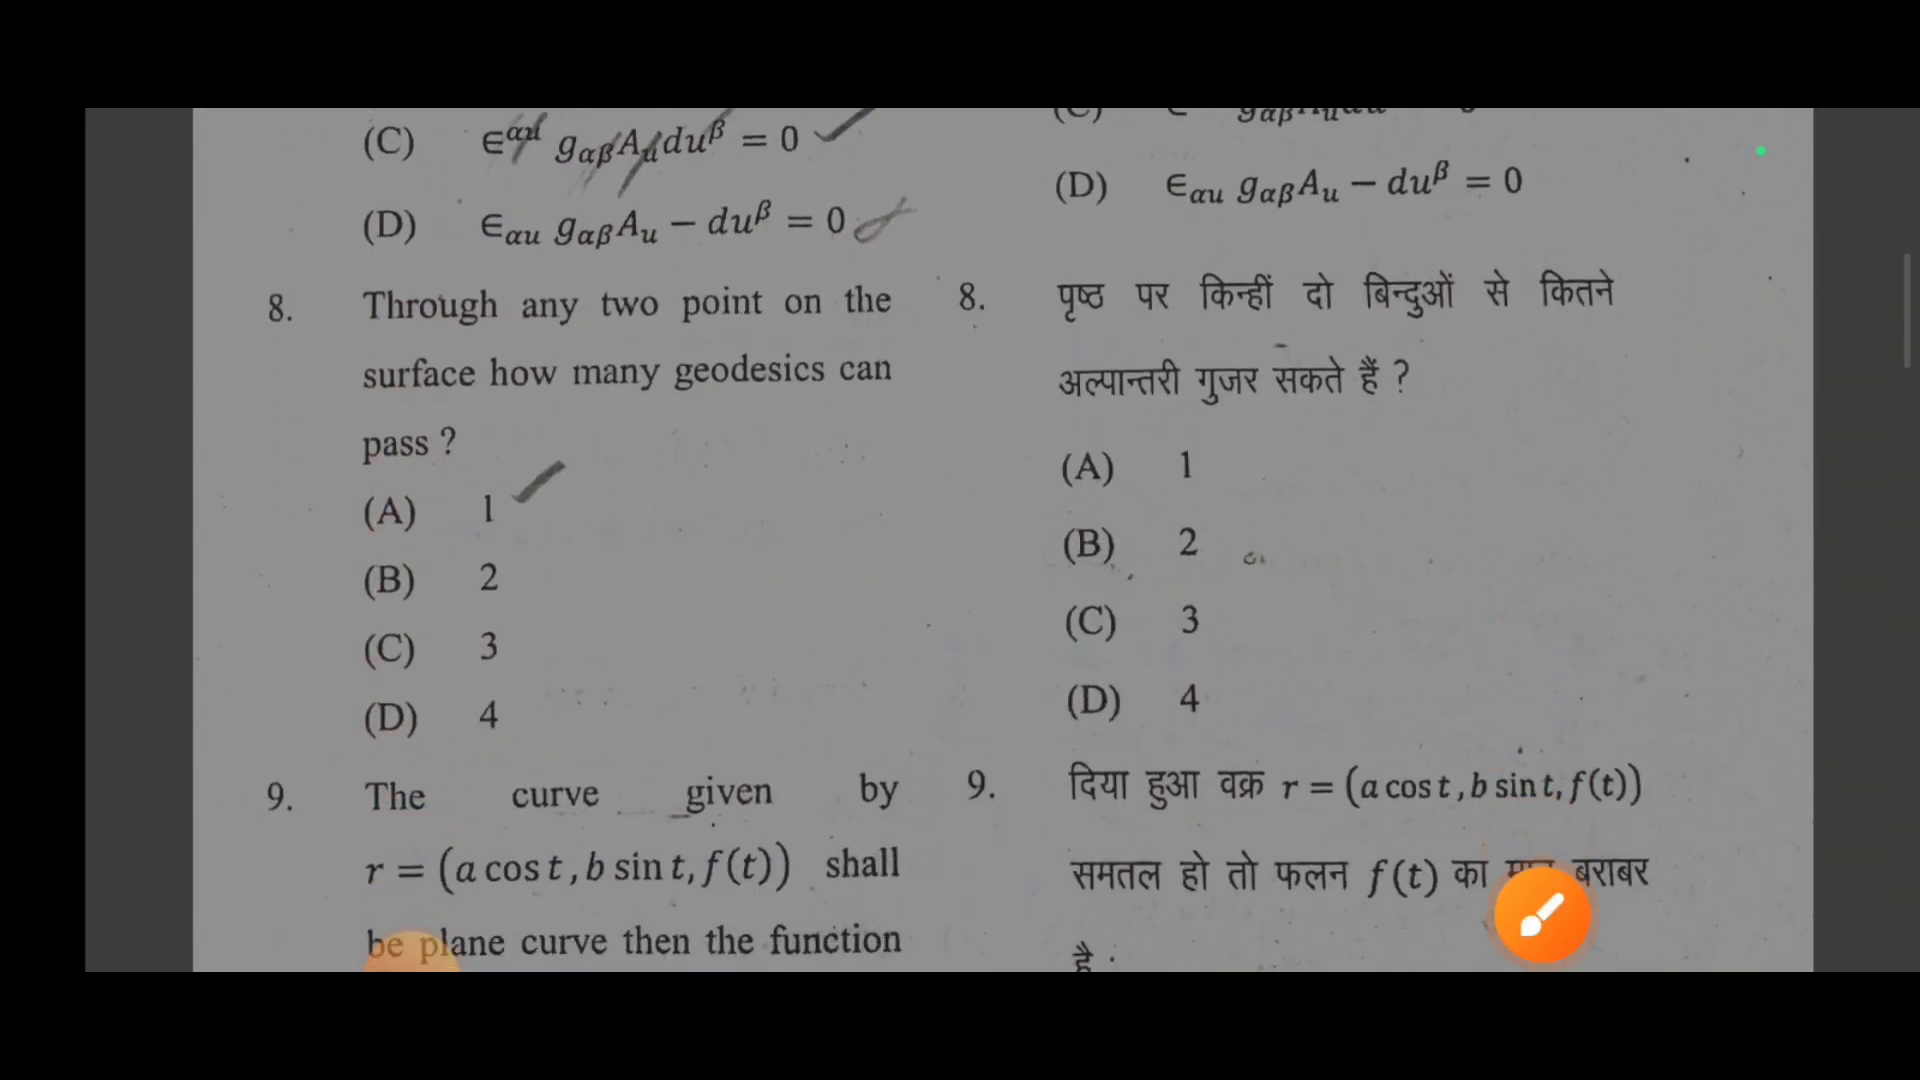 (C) ∈^{αu} g_{αβ}A_u du^β = 0
(D) ∈_{αu} g_{αβ}A_u − du^β = 0
8. Through any two point on the
surface how many geodesics can
pass ?
(A) 1
(B) 2
(C) 3
(D) 4
9. The curve given by
r = (a cos t, b sin t, f(t)) shall
be plane curve then the function
(D) ∈_{αu} g_{αβ}A_u − du^β = 0
8. पृष्ठ पर किन्हीं दो बिन्दुओं से कितने
अल्पान्तरी गुजर सकते हैं ?
(A) 1
(B) 2
(C) 3
(D) 4
9. दिया हुआ वक्र r = (a cos t, b sin t, f(t))
समतल हो तो फलन f(t) का बराबर
है :